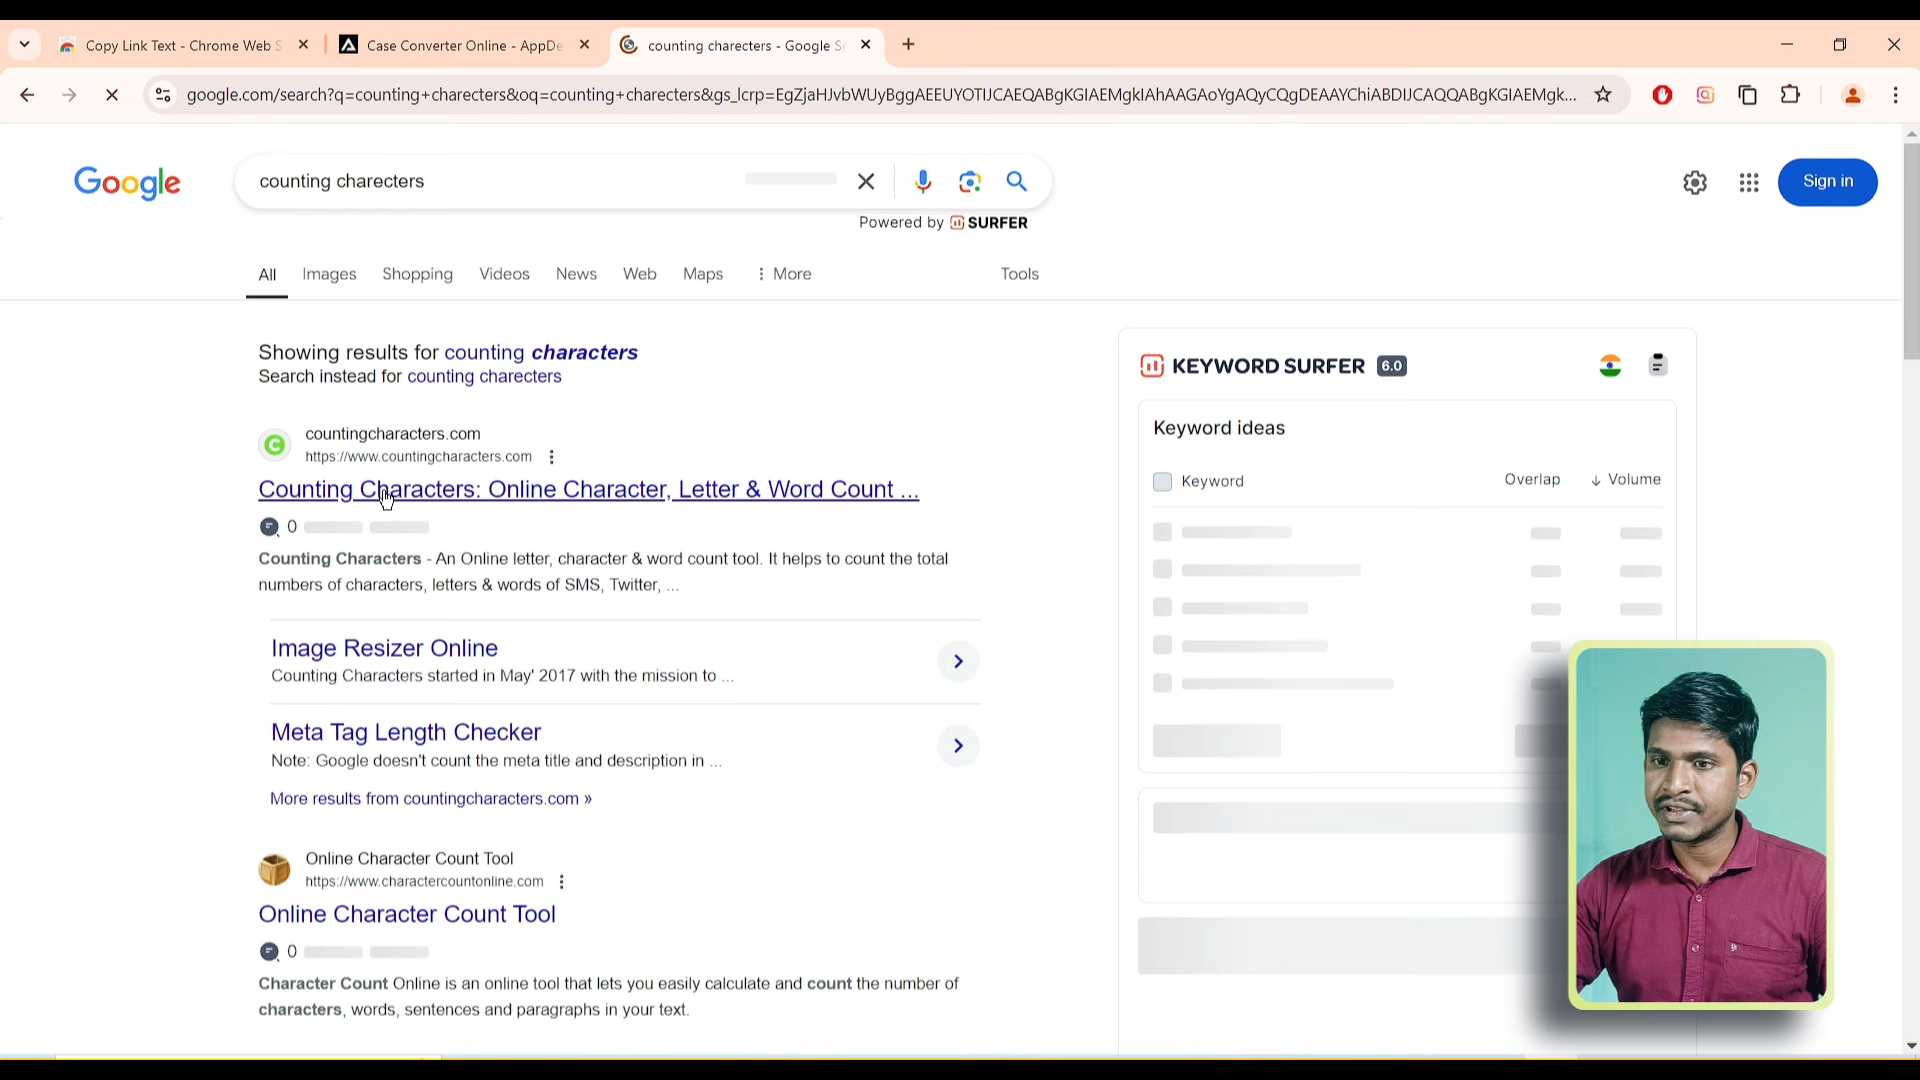 Copy Link Text - Chrome Web S
Case Converter Online - AppDe
counting charecters - Google Se
google.com/search?q=counting+charecters&oq=counting+charecters&gs_lcrp=EgZjaHJvbWUyBggAEEUYOTIJCAEQABgKGIAEMgkIAhAAGAoYgAQyCQgDEAAYChiABDIJCAQQABgKGIAEMgk...
Google
counting charecters
Sign in
Powered by SURFER
All Images Shopping Videos News Web Maps More Tools
Showing results for counting characters
Search instead for counting charecters
countingcharacters.com
https://www.countingcharacters.com
Counting Characters: Online Character, Letter & Word Count ...
0
Counting Characters - An Online letter, character & word count tool. It helps to count the total
numbers of characters, letters & words of SMS, Twitter, ...
Image Resizer Online
Counting Characters started in May' 2017 with the mission to ...
Meta Tag Length Checker
Note: Google doesn't count the meta title and description in ...
More results from countingcharacters.com »
Online Character Count Tool
https://www.charactercountonline.com
Online Character Count Tool
0
Character Count Online is an online tool that lets you easily calculate and count the number of
characters, words, sentences and paragraphs in your text.
KEYWORD SURFER 6.0
Keyword ideas
Keyword Overlap ↓ Volume